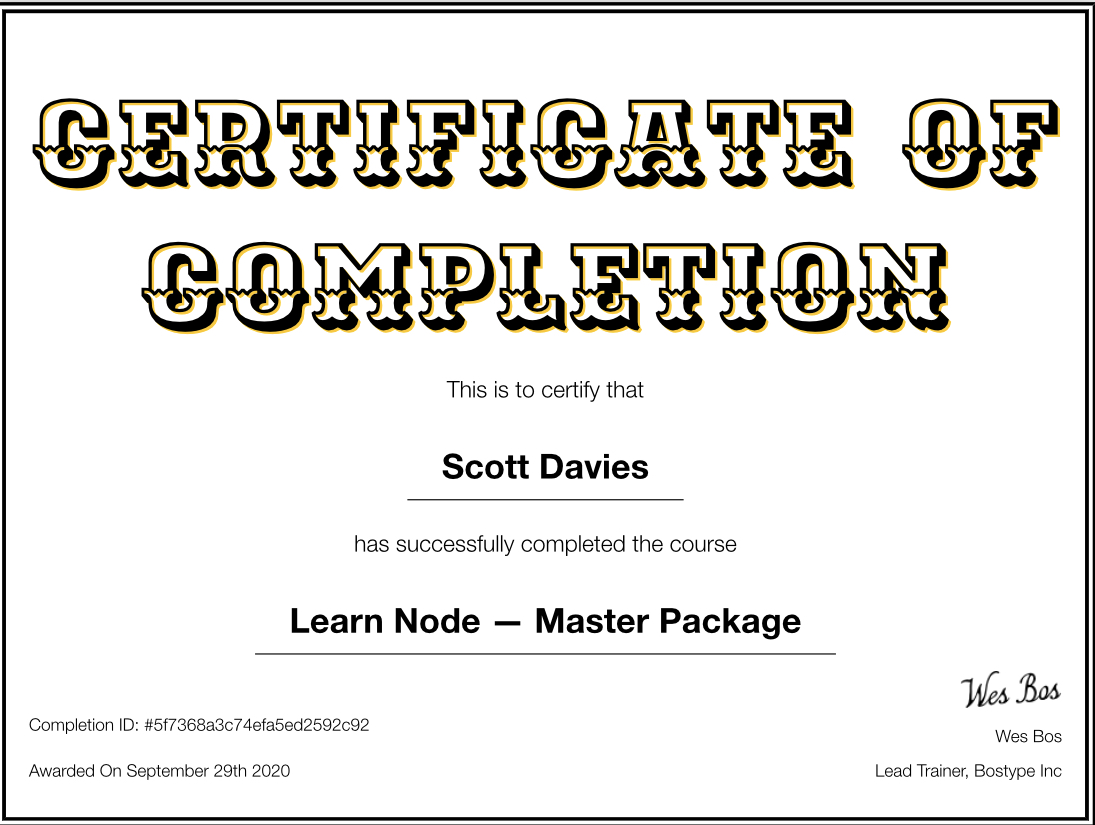 CERTIFICATE OF
COMPLETION
This is to certify that
Scott Davies
has successfully completed the course
Learn Node — Master Package
Wes Bos
Completion ID: #5f7368a3c74efa5ed2592c92
Wes Bos
Awarded On September 29th 2020
Lead Trainer, Bostype Inc